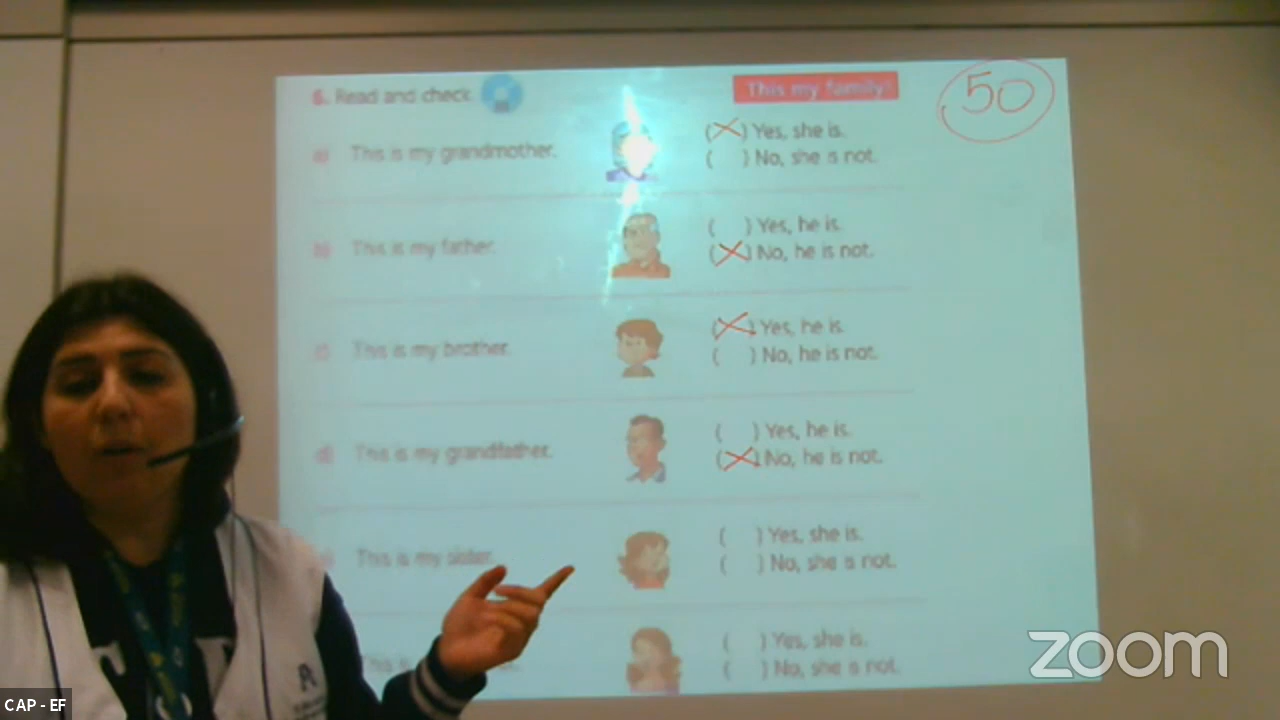 6. Read and check.
This my family!
50
a) This is my grandmother.
(X) Yes, she is.
( ) No, she is not.
b) This is my father.
( ) Yes, he is.
(X) No, he is not.
c) This is my brother.
(X) Yes, he is.
( ) No, he is not.
d) This is my grandfather.
( ) Yes, he is.
(X) No, he is not.
This is my sister.
( ) Yes, she is.
( ) No, she is not.
This is
( ) Yes, she is.
( ) No, she is not.
zoom
CAP - EF